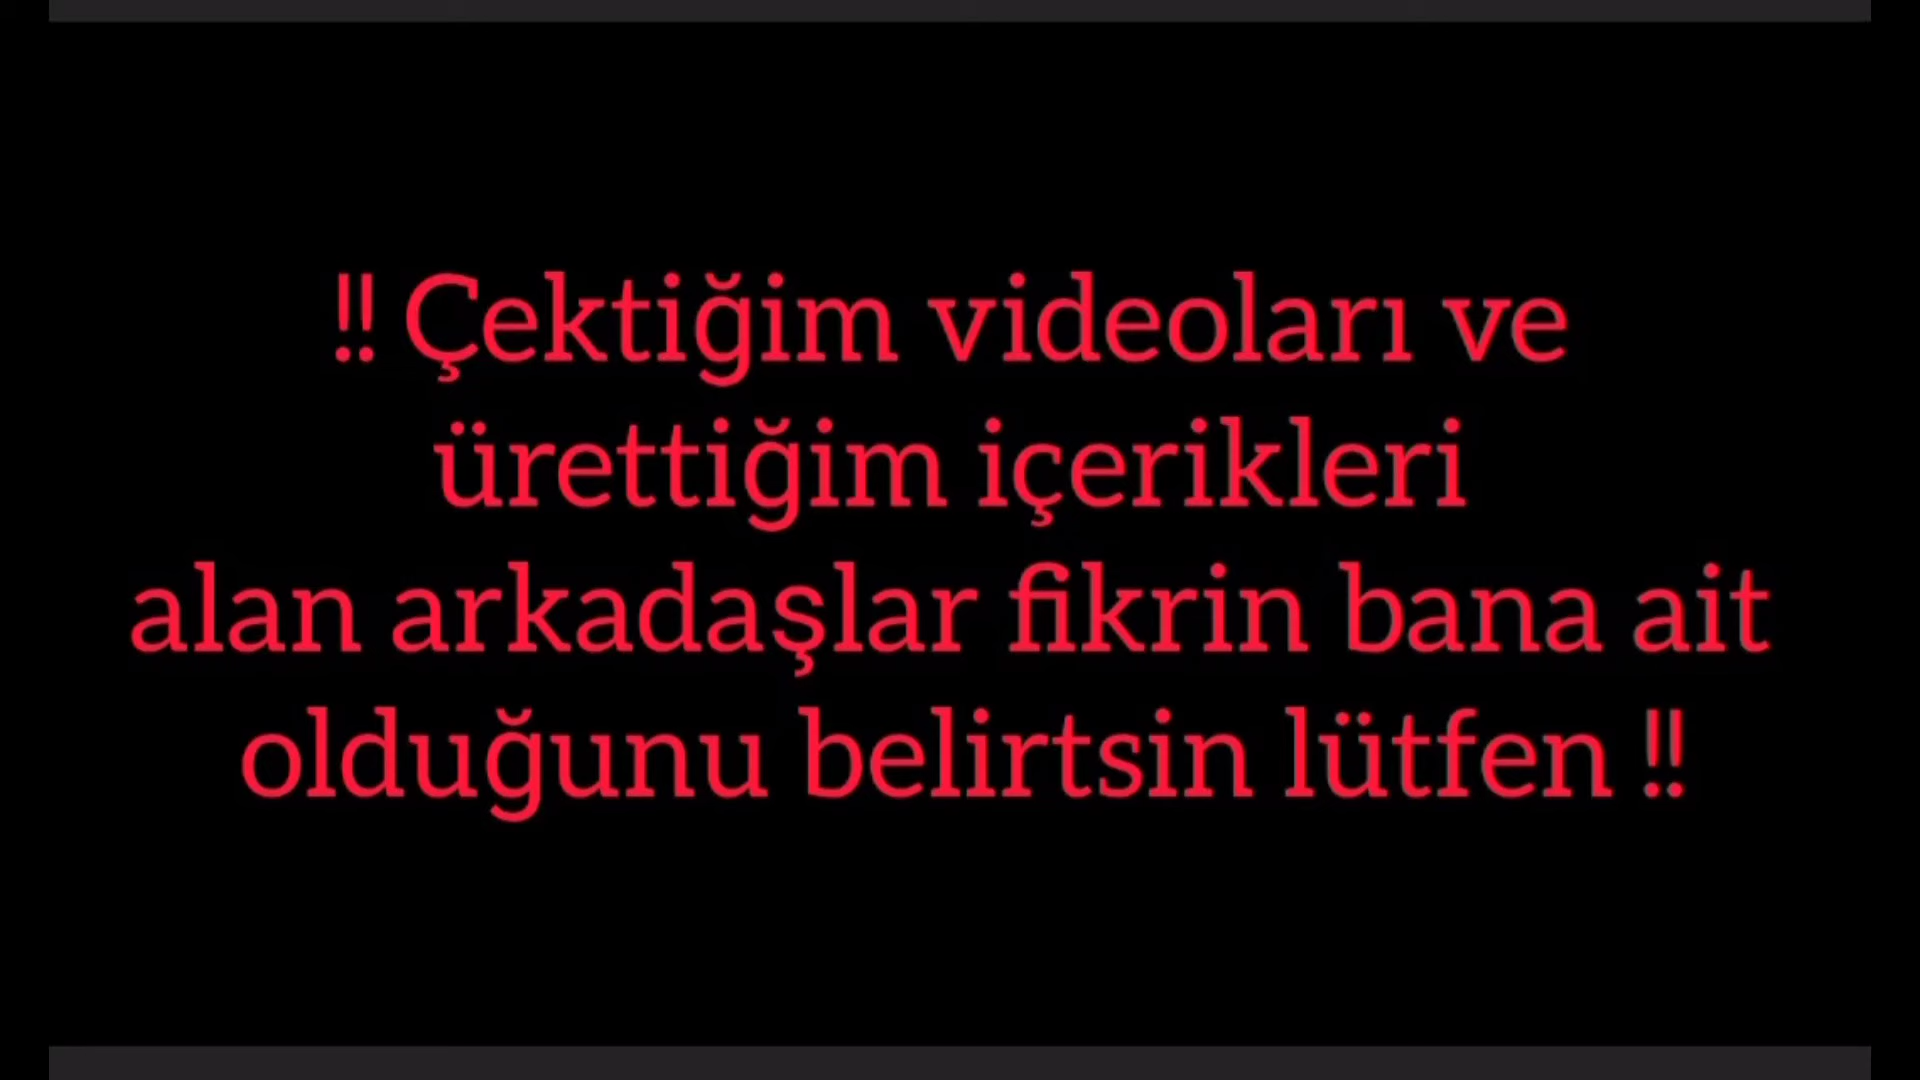 !! Çektiğim videoları ve
ürettiğim içerikleri
alan arkadaşlar fikrin bana ait
olduğunu belirtsin lütfen !!